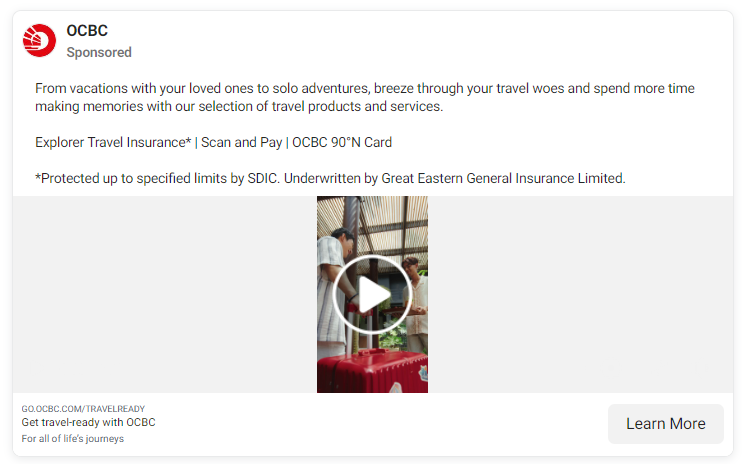 OCBC
Sponsored
From vacations with your loved ones to solo adventures, breeze through your travel woes and spend more time
making memories with our selection of travel products and services.
Explorer Travel Insurance* | Scan and Pay | OCBC 90°N Card
*Protected up to specified limits by SDIC. Underwritten by Great Eastern General Insurance Limited.
GO.OCBC.COM/TRAVELREADY
Get travel-ready with OCBC
For all of life's journeys
Learn More